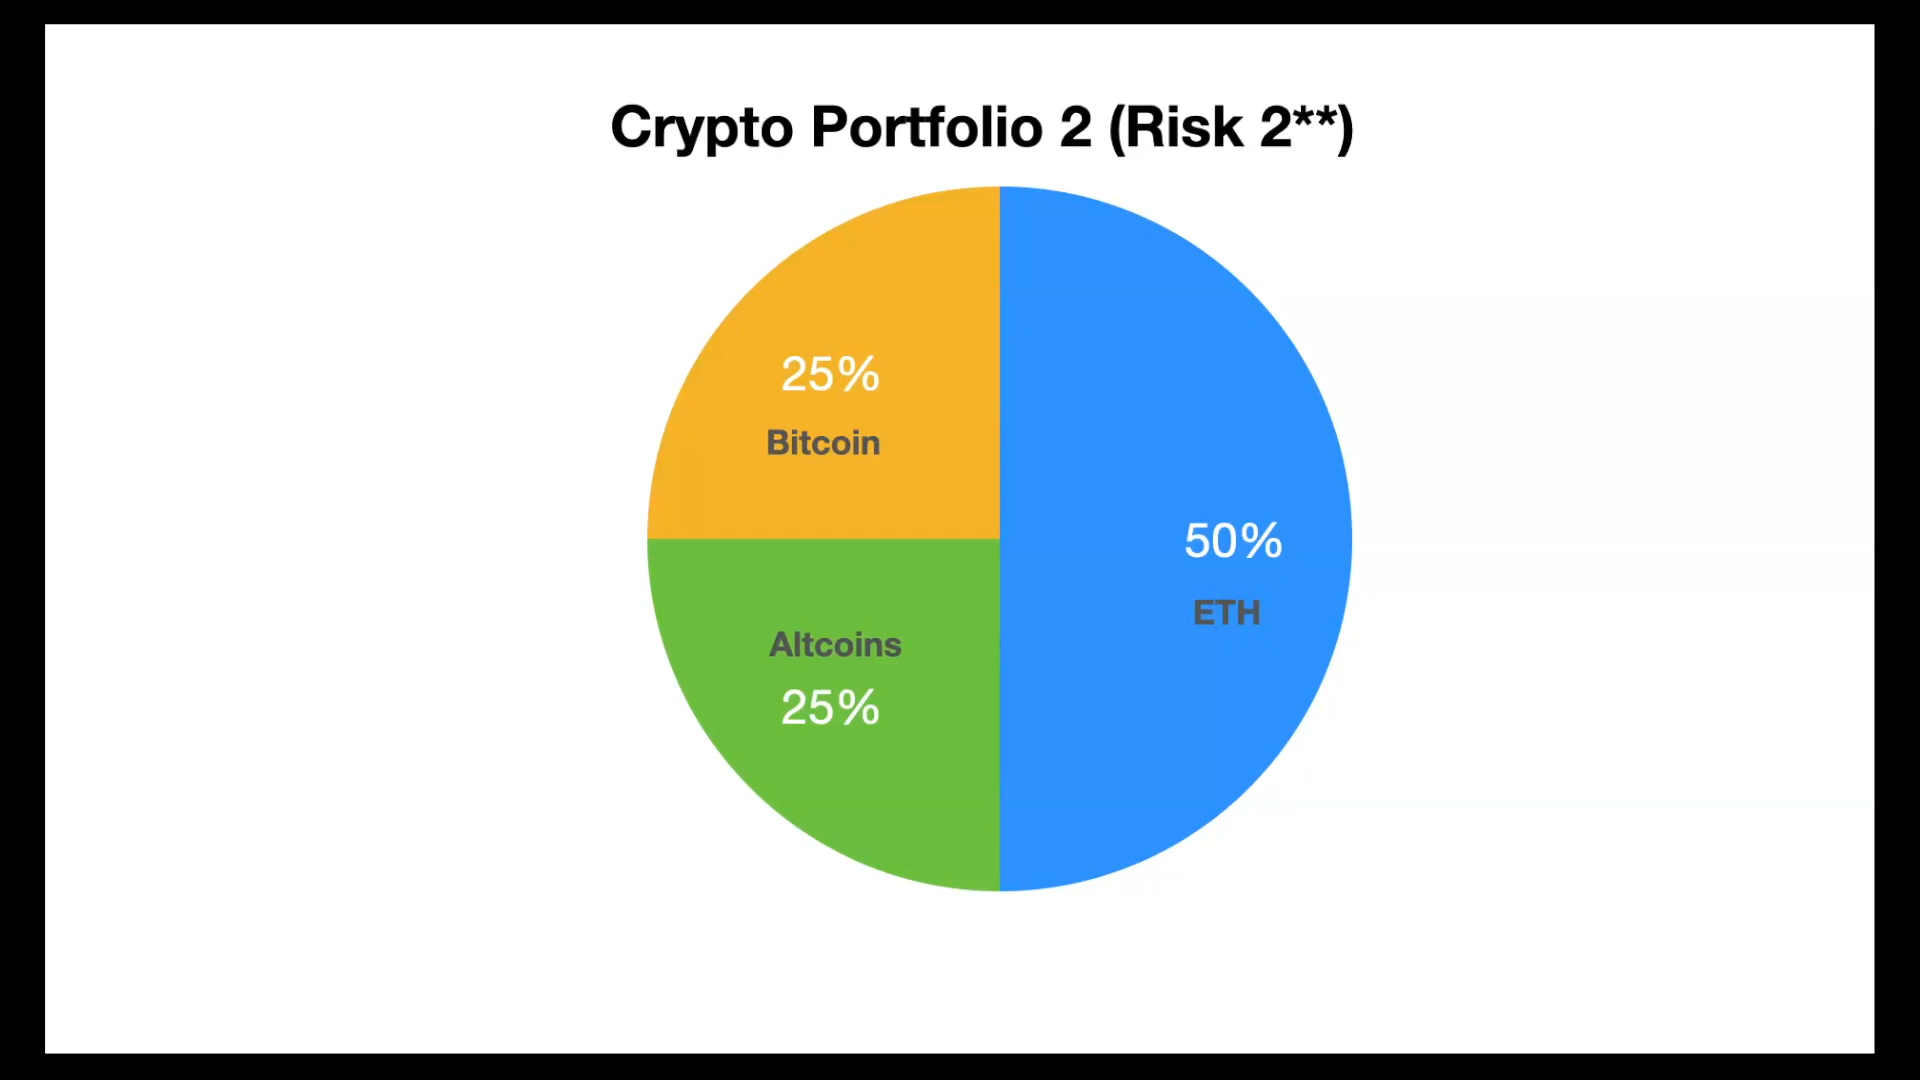 Crypto Portfolio 2 (Risk 2**)
25%
Bitcoin
50%
ETH
Altcoins
25%